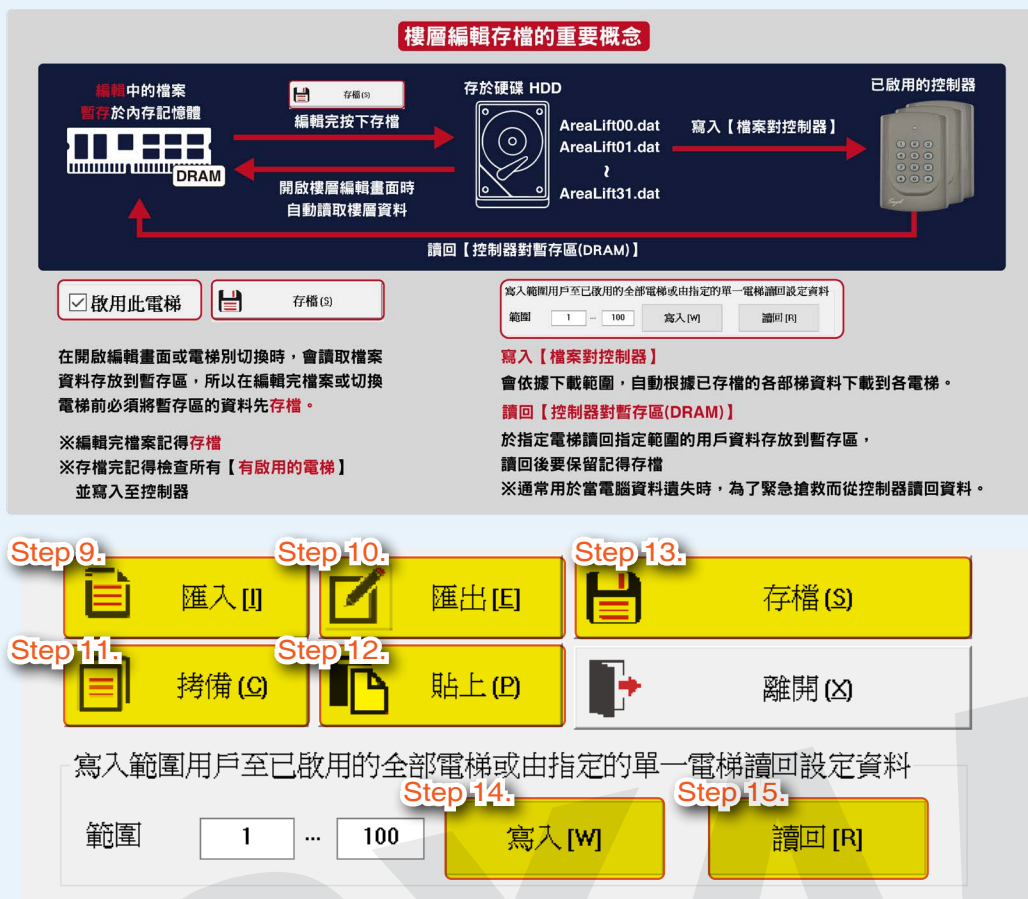 樓層編輯存檔的重要概念
編輯中的檔案
暫存於內存記憶體
DRAM
存檔(S)
編輯完按下存檔
開啟樓層編輯畫面時
自動讀取樓層資料
存於硬碟 HDD
AreaLift00.dat
AreaLift01.dat
~
AreaLift31.dat
寫入【檔案對控制器】
已啟用的控制器
讀回【控制器對暫存區(DRAM)】
啟用此電梯
存檔(S)
在開啟編輯畫面或電梯別切換時，會讀取檔案
資料存放到暫存區，所以在編輯完檔案或切換
電梯前必須將暫存區的資料先存檔。
※編輯完檔案記得存檔
※存檔完記得檢查所有【有啟用的電梯】
並寫入至控制器
寫入範圍用戶至已啟用的全部電梯或由指定的單一電梯讀回設定資料
範圍 1 ... 100 寫入[W] 讀回[R]
寫入【檔案對控制器】
會依據下載範圍，自動根據已存檔的各部梯資料下載到各電梯。
讀回【控制器對暫存區(DRAM)】
於指定電梯讀回指定範圍的用戶資料存放到暫存區，
讀回後要保留記得存檔
※通常用於當電腦資料遺失時，為了緊急搶救而從控制器讀回資料。
Step 9.
匯入[I]
Step 10.
匯出[E]
Step 13.
存檔(S)
Step 11.
拷備(C)
Step 12.
貼上(P)
離開(X)
寫入範圍用戶至已啟用的全部電梯或由指定的單一電梯讀回設定資料
Step 14.
Step 15.
範圍 1 ... 100 寫入[W] 讀回[R]